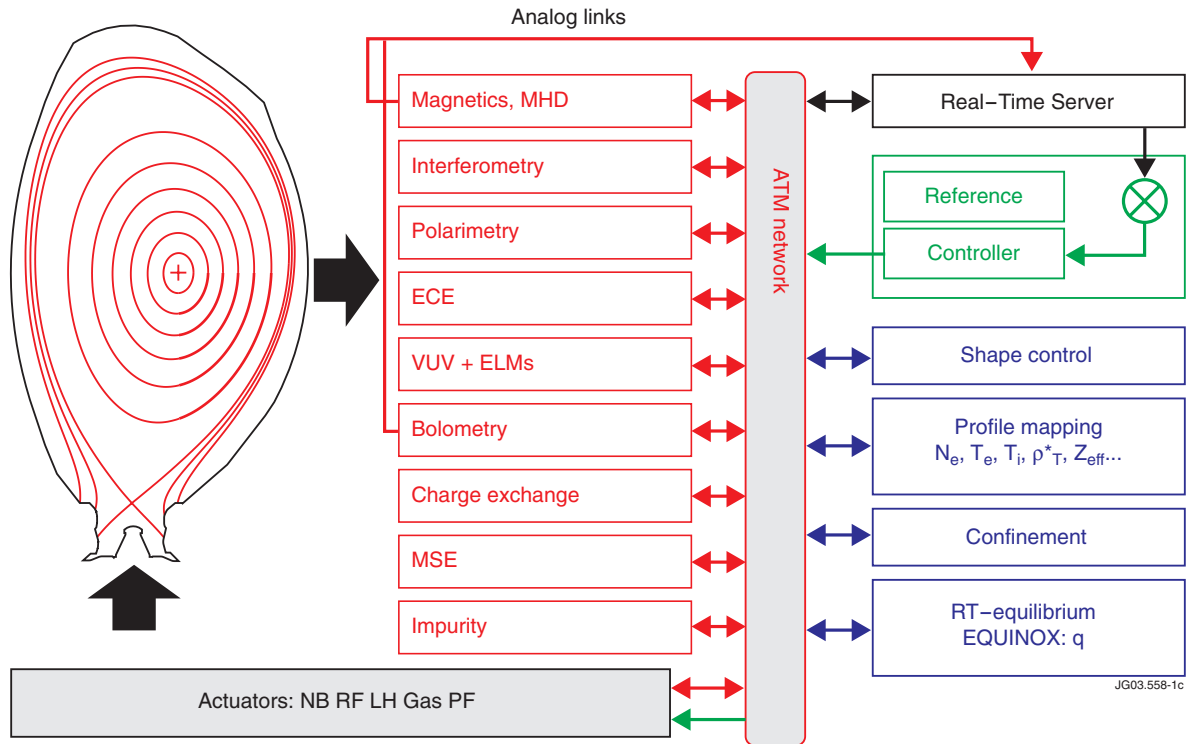 Analog links
Magnetics, MHD
Interferometry
Polarimetry
ECE
VUV + ELMs
Bolometry
Charge exchange
MSE
Impurity
ATM network
Real–Time Server
Reference
Controller
Shape control
Profile mapping
Nₑ, Tₑ, Tᵢ, ρ*_T, Z_eff...
Confinement
RT–equilibrium
EQUINOX: q
Actuators: NB RF LH Gas PF
JG03.558-1c